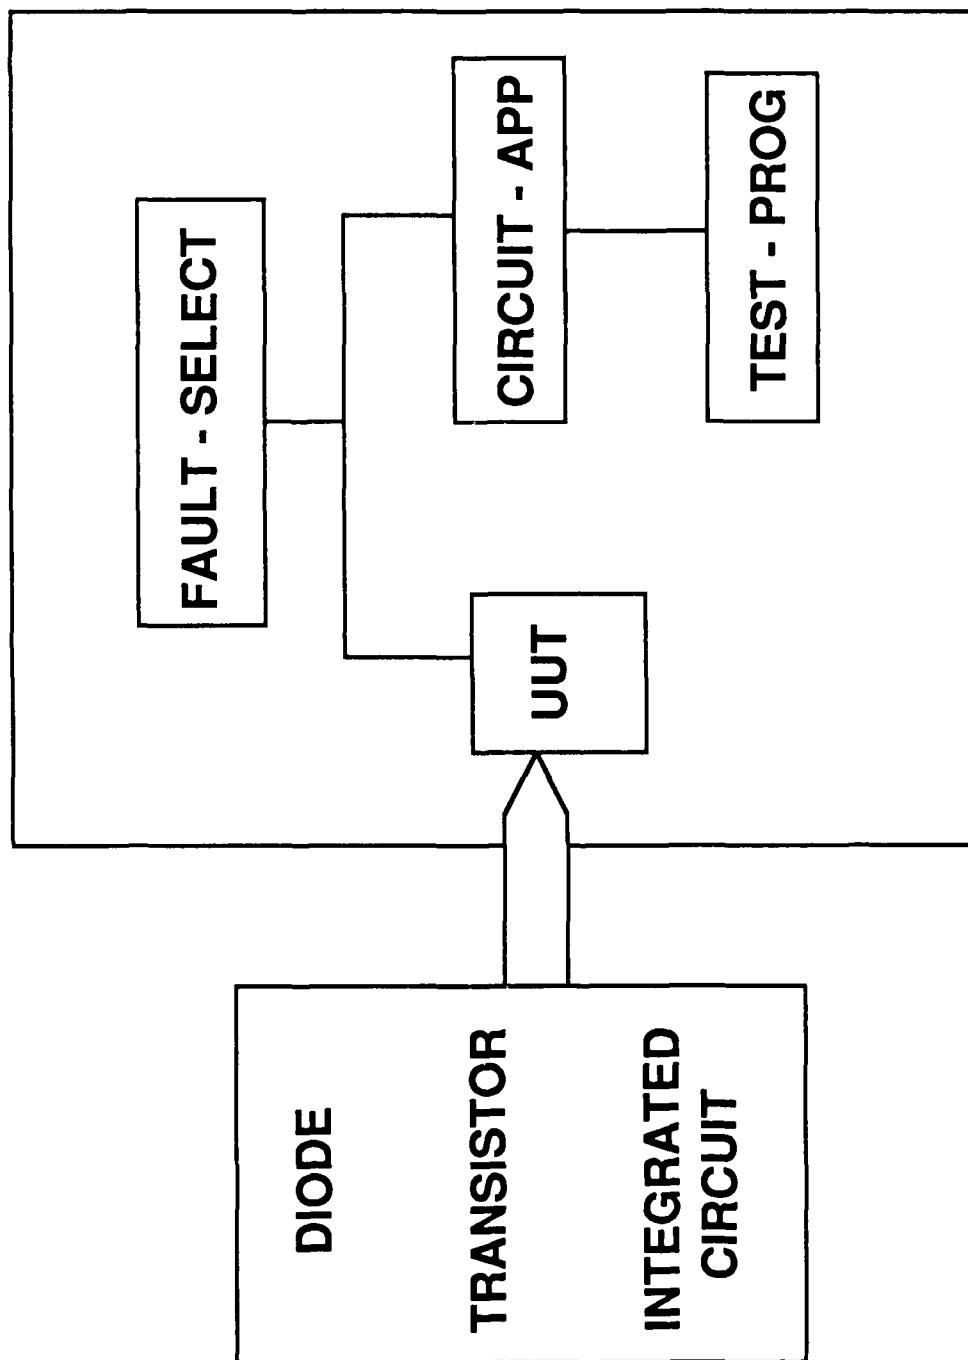 FAULT - SELECT
UUT
CIRCUIT - APP
TEST - PROG
DIODE
TRANSISTOR
INTEGRATED
CIRCUIT